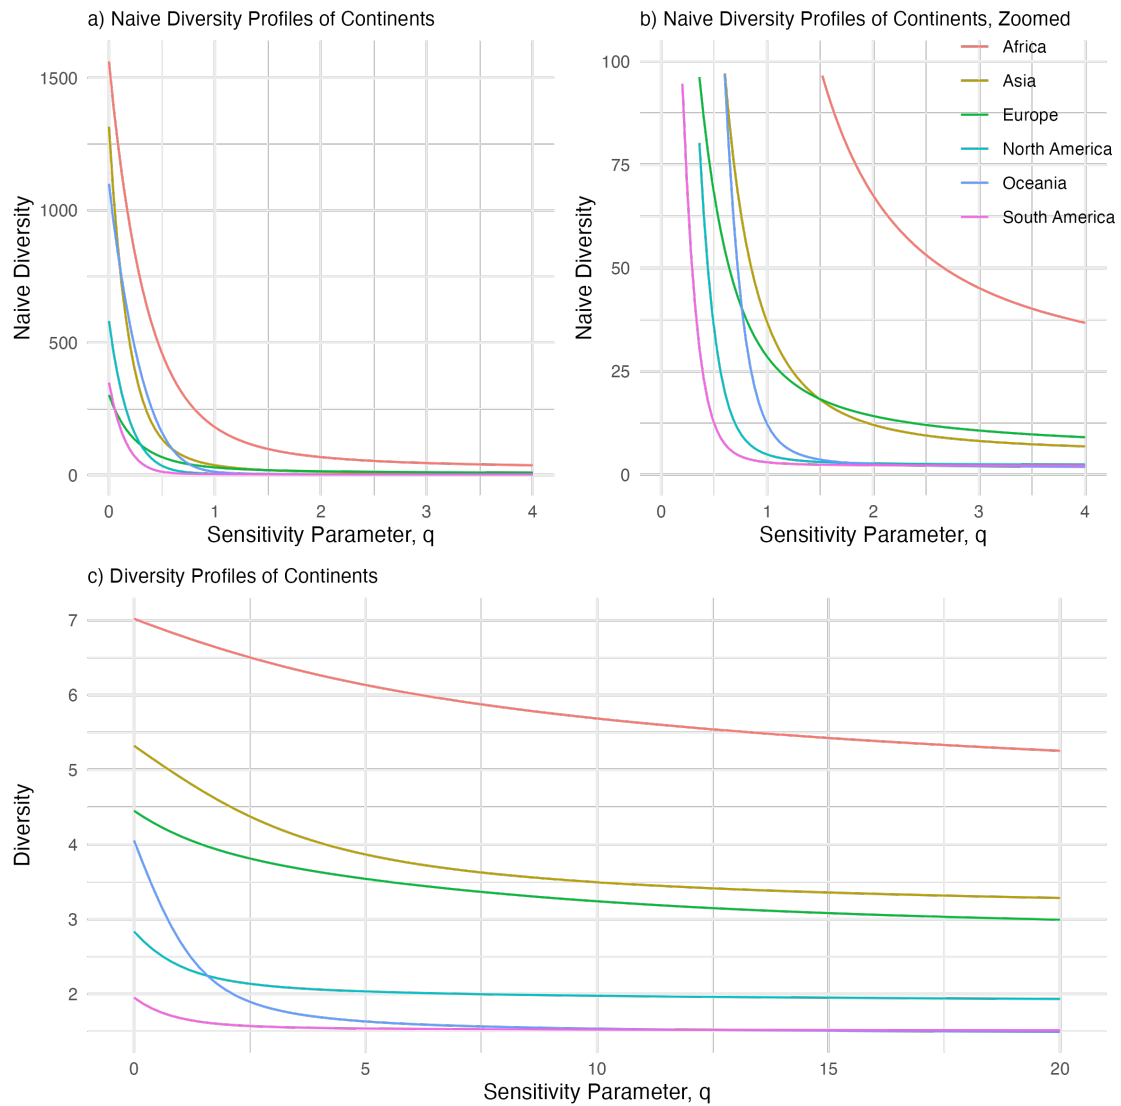 a) Naive Diversity Profiles of Continents
1500
1000
500
0
Naive Diversity
0 1 2 3 4
Sensitivity Parameter, q
b) Naive Diversity Profiles of Continents, Zoomed
Africa
Asia
Europe
North America
Oceania
South America
100
75
50
25
0
Naive Diversity
0 1 2 3 4
Sensitivity Parameter, q
c) Diversity Profiles of Continents
7
6
5
4
3
2
Diversity
0 5 10 15 20
Sensitivity Parameter, q